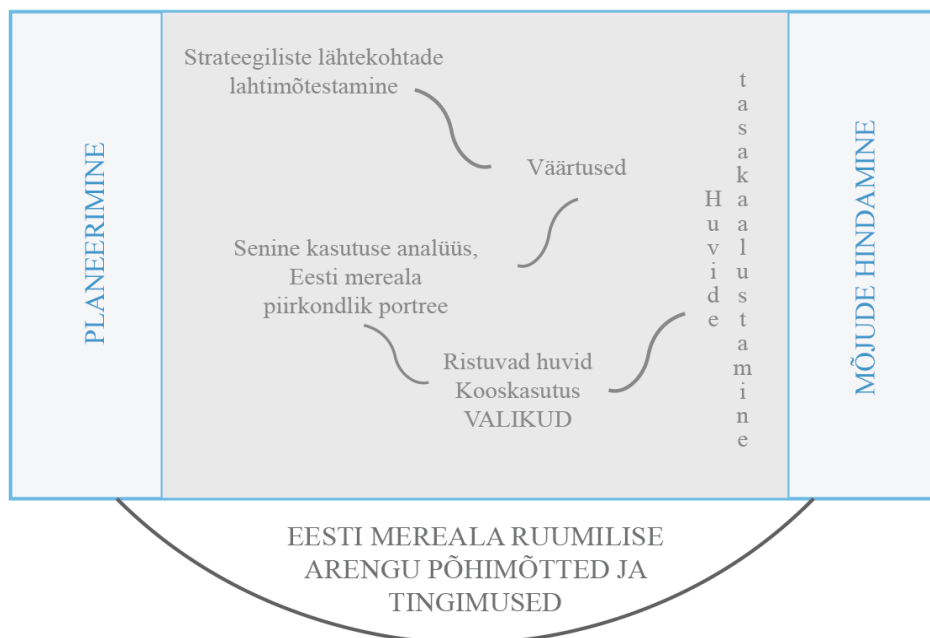 PLANEERIMINE
Strateegiliste lähtekohtade
lahtimõtestamine
Väärtused
Senine kasutuse analüüs,
Eesti mereala
piirkondlik portree
Ristuvad huvid
Kooskasutus
VALIKUD
Huvide
tasakaalustamine
MÕJUDE HINDAMINE
EESTI MEREALA RUUMILISE
ARENGU PÕHIMÕTTED JA
TINGIMUSED